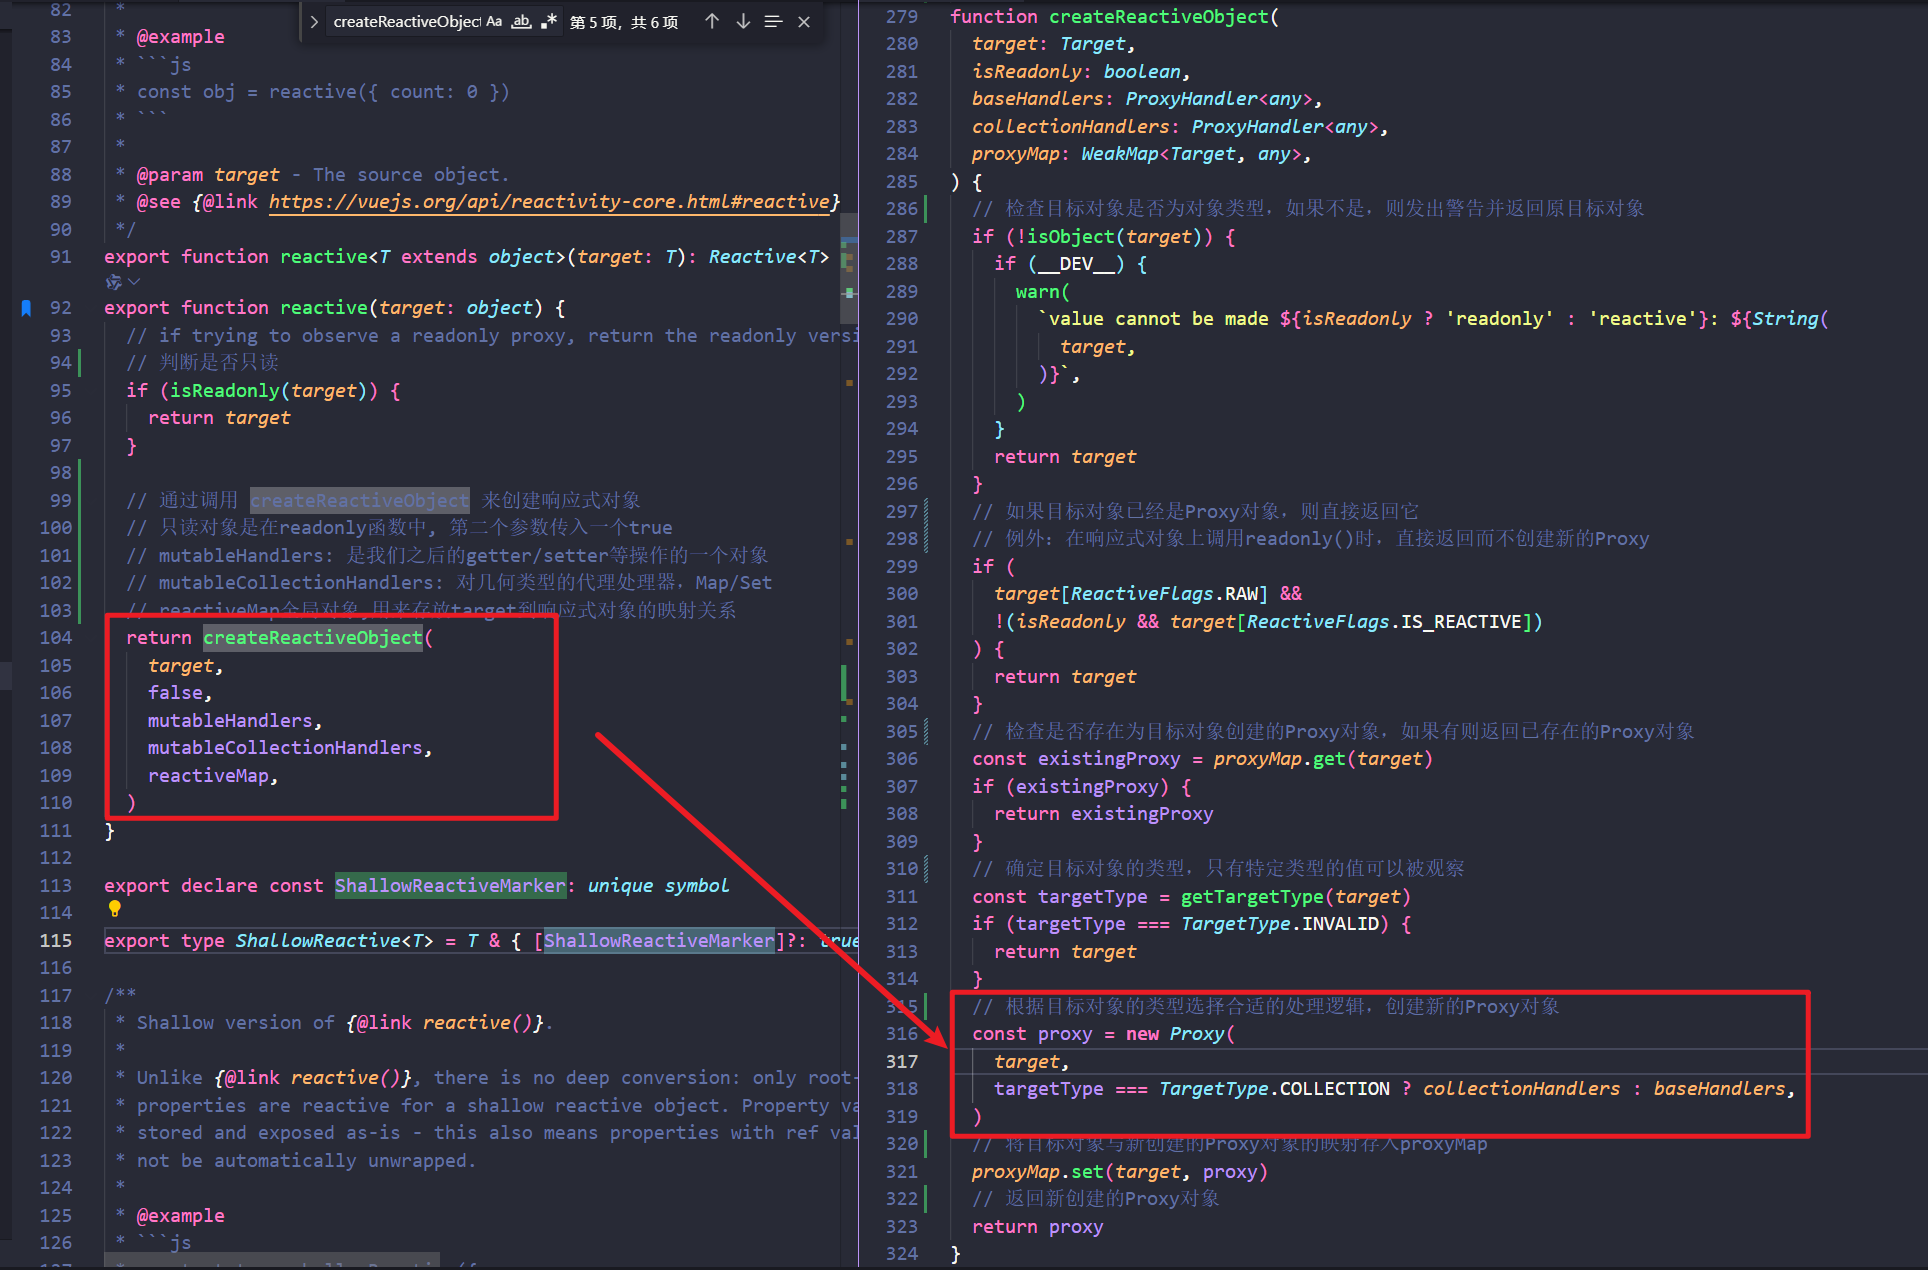 createReactiveObject Aa ab .* 第 5 项, 共 6 项
82 *
83 * @example
84 * ```js
85 * const obj = reactive({ count: 0 })
86 * ```
87 *
88 * @param target - The source object.
89 * @see {@link https://vuejs.org/api/reactivity-core.html#reactive}
90 */
91 export function reactive<T extends object>(target: T): Reactive<T>
92 export function reactive(target: object) {
93 // if trying to observe a readonly proxy, return the readonly versi
94 // 判断是否只读
95 if (isReadonly(target)) {
96 return target
97 }
98
99 // 通过调用 createReactiveObject 来创建响应式对象
100 // 只读对象是在readonly函数中, 第二个参数传入一个true
101 // mutableHandlers: 是我们之后的getter/setter等操作的一个对象
102 // mutableCollectionHandlers: 对几何类型的代理处理器，Map/Set
103 // reactiveMap全局对象,用来存放target到响应式对象的映射关系
104 return createReactiveObject(
105 target,
106 false,
107 mutableHandlers,
108 mutableCollectionHandlers,
109 reactiveMap,
110 )
111 }
112
113 export declare const ShallowReactiveMarker: unique symbol
114
115 export type ShallowReactive<T> = T & { [ShallowReactiveMarker]?: true
116
117 /**
118 * Shallow version of {@link reactive()}.
119 *
120 * Unlike {@link reactive()}, there is no deep conversion: only root-
121 * properties are reactive for a shallow reactive object. Property va
122 * stored and exposed as-is - this also means properties with ref val
123 * not be automatically unwrapped.
124 *
125 * @example
126 * ```js
279 function createReactiveObject(
280 target: Target,
281 isReadonly: boolean,
282 baseHandlers: ProxyHandler<any>,
283 collectionHandlers: ProxyHandler<any>,
284 proxyMap: WeakMap<Target, any>,
285 ) {
286 // 检查目标对象是否为对象类型，如果不是，则发出警告并返回原目标对象
287 if (!isObject(target)) {
288 if (__DEV__) {
289 warn(
290 `value cannot be made ${isReadonly ? 'readonly' : 'reactive'}: ${String(
291 target,
292 )}`,
293 )
294 }
295 return target
296 }
297 // 如果目标对象已经是Proxy对象，则直接返回它
298 // 例外：在响应式对象上调用readonly()时，直接返回而不创建新的Proxy
299 if (
300 target[ReactiveFlags.RAW] &&
301 !(isReadonly && target[ReactiveFlags.IS_REACTIVE])
302 ) {
303 return target
304 }
305 // 检查是否存在为目标对象创建的Proxy对象，如果有则返回已存在的Proxy对象
306 const existingProxy = proxyMap.get(target)
307 if (existingProxy) {
308 return existingProxy
309 }
310 // 确定目标对象的类型，只有特定类型的值可以被观察
311 const targetType = getTargetType(target)
312 if (targetType === TargetType.INVALID) {
313 return target
314 }
315 // 根据目标对象的类型选择合适的处理逻辑，创建新的Proxy对象
316 const proxy = new Proxy(
317 target,
318 targetType === TargetType.COLLECTION ? collectionHandlers : baseHandlers,
319 )
320 // 将目标对象与新创建的Proxy对象的映射存入proxyMap
321 proxyMap.set(target, proxy)
322 // 返回新创建的Proxy对象
323 return proxy
324 }